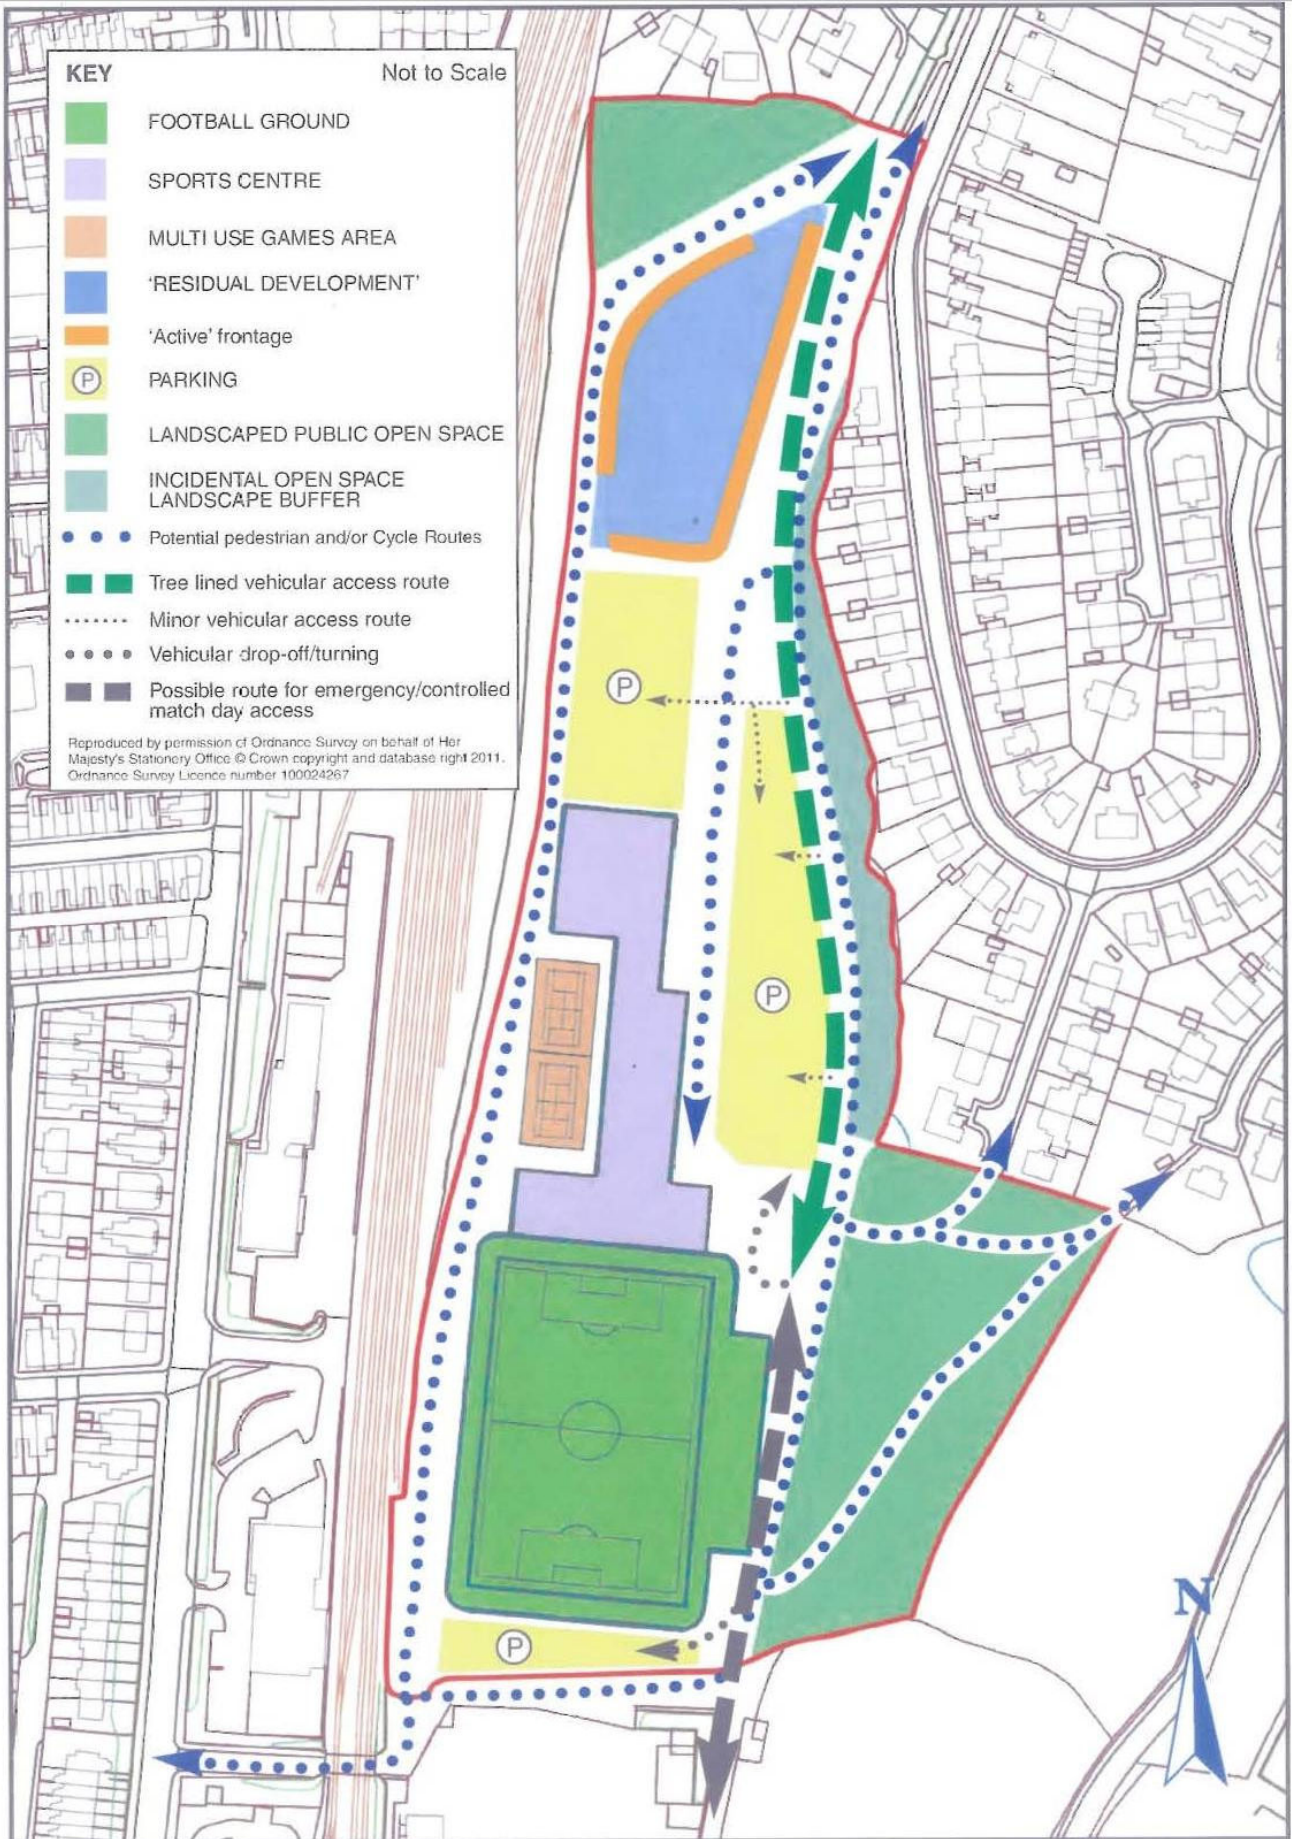 KEY Not to Scale
FOOTBALL GROUND
SPORTS CENTRE
MULTI USE GAMES AREA
'RESIDUAL DEVELOPMENT'
'Active' frontage
P PARKING
LANDSCAPED PUBLIC OPEN SPACE
INCIDENTAL OPEN SPACE
LANDSCAPE BUFFER
Potential pedestrian and/or Cycle Routes
Tree lined vehicular access route
Minor vehicular access route
Vehicular drop-off/turning
Possible route for emergency/controlled
match day access
Reproduced by permission of Ordnance Survey on behalf of Her
Majesty's Stationery Office © Crown copyright and database right 2011.
Ordnance Survey Licence number 100024267
P
P
P
N